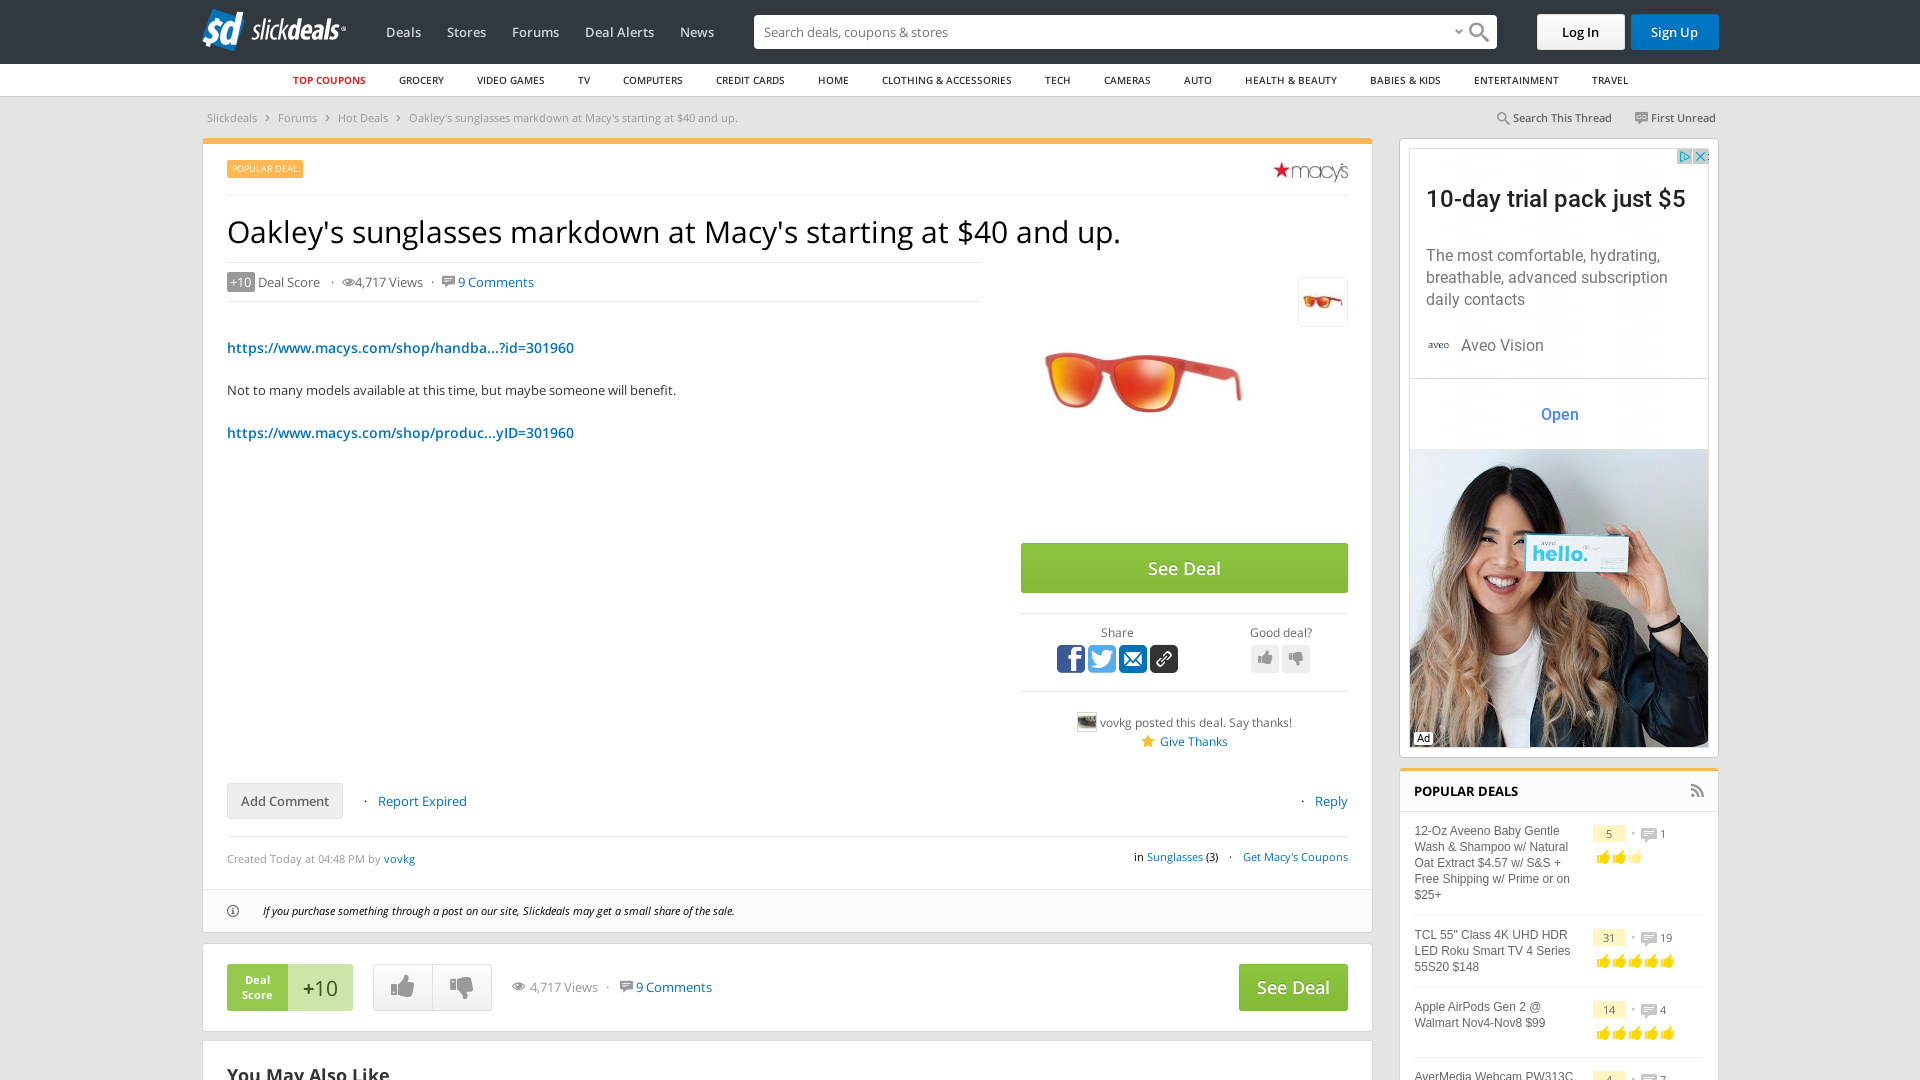 slickdeals
Deals
Stores
Forums
Deal Alerts
News
Search deals, coupons & stores
Log In
Sign Up
TOP COUPONS
GROCERY
VIDEO GAMES
TV
COMPUTERS
CREDIT CARDS
HOME
CLOTHING & ACCESSORIES
TECH
CAMERAS
AUTO
HEALTH & BEAUTY
BABIES & KIDS
ENTERTAINMENT
TRAVEL
Slickdeals > Forums > Hot Deals > Oakley's sunglasses markdown at Macy's starting at $40 and up.
Search This Thread
First Unread
POPULAR DEAL
macy's
Oakley's sunglasses markdown at Macy's starting at $40 and up.
+10 Deal Score · 4,717 Views · 9 Comments
https://www.macys.com/shop/handba...?id=301960
Not to many models available at this time, but maybe someone will benefit.
https://www.macys.com/shop/produc...yID=301960
See Deal
Share
Good deal?
vovkg posted this deal. Say thanks!
Give Thanks
Add Comment · Report Expired
· Reply
Created Today at 04:48 PM by vovkg
in Sunglasses (3) · Get Macy's Coupons
If you purchase something through a post on our site, Slickdeals may get a small share of the sale.
Deal
Score
+10
4,717 Views · 9 Comments
See Deal
You May Also Like
10-day trial pack just $5
The most comfortable, hydrating,
breathable, advanced subscription
daily contacts
aveo
Aveo Vision
Open
AVEO
hello.
Ad
POPULAR DEALS
12-Oz Aveeno Baby Gentle
Wash & Shampoo w/ Natural
Oat Extract $4.57 w/ S&S +
Free Shipping w/ Prime or on
$25+
5 • 1
TCL 55" Class 4K UHD HDR
LED Roku Smart TV 4 Series
55S20 $148
31 • 19
Apple AirPods Gen 2 @
Walmart Nov4-Nov8 $99
14 • 4
AverMedia Webcam PW313C,
4 • 7